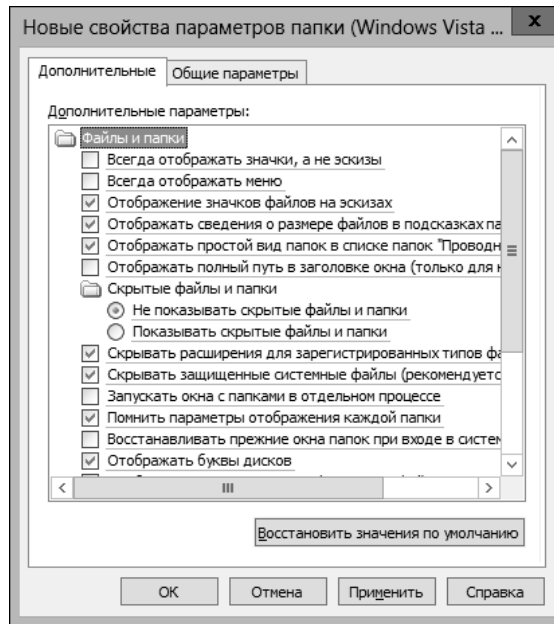 Новые свойства параметров папки (Windows Vista ...
Дополнительные
Общие параметры
Дополнительные параметры:
Файлы и папки
Всегда отображать значки, а не эскизы
Всегда отображать меню
Отображение значков файлов на эскизах
Отображать сведения о размере файлов в подсказках па
Отображать простой вид папок в списке папок "Проводн
Отображать полный путь в заголовке окна (только для к
Скрытые файлы и папки
Не показывать скрытые файлы и папки
Показывать скрытые файлы и папки
Скрывать расширения для зарегистрированных типов фа
Скрывать защищенные системные файлы (рекомендуетс
Запускать окна с папками в отдельном процессе
Помнить параметры отображения каждой папки
Восстанавливать прежние окна папок при входе в систем
Отображать буквы дисков
Восстановить значения по умолчанию
ОК
Отмена
Применить
Справка